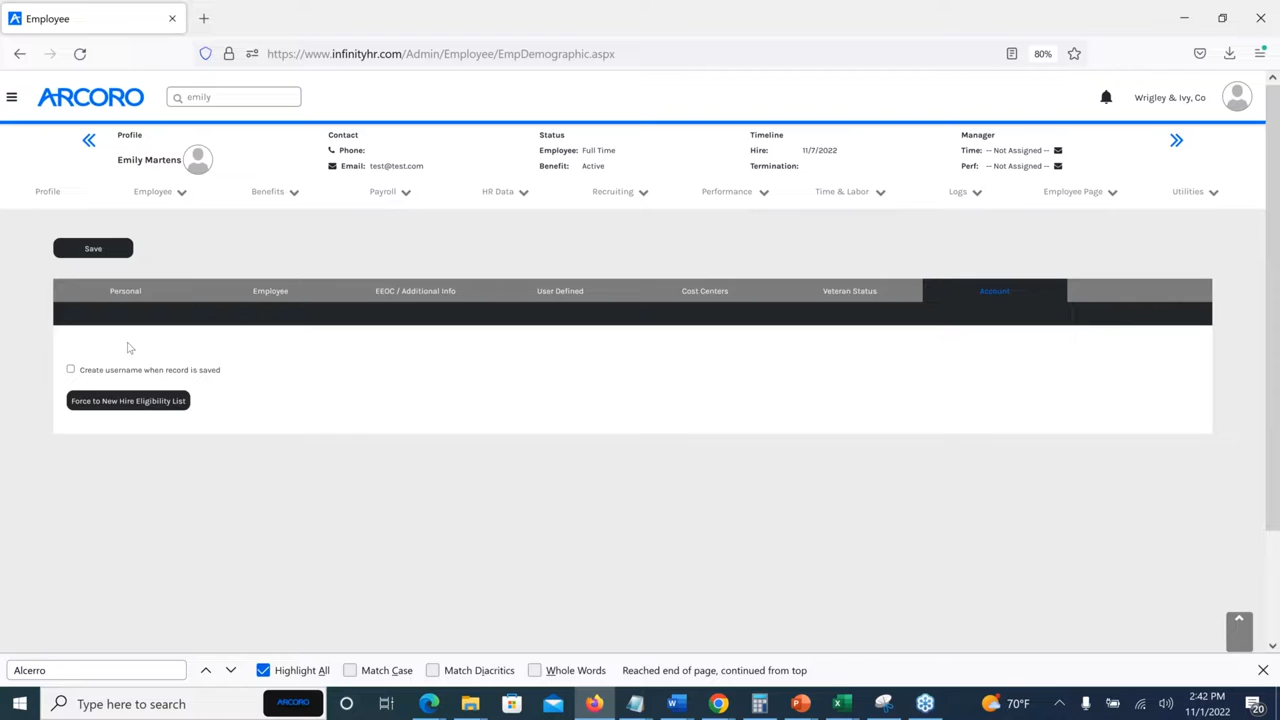 Employee
https://www.infinityhr.com/Admin/Employee/EmpDemographic.aspx
80%
ARCORO
emily
Wrigley & Ivy, Co
Profile
Emily Martens
Contact
Phone:
Email: test@test.com
Status
Employee: Full Time
Benefit: Active
Timeline
Hire: 11/7/2022
Termination:
Manager
Time: -- Not Assigned --
Perf: -- Not Assigned --
Profile Employee Benefits Payroll HR Data Recruiting Performance Time & Labor Logs Employee Page Utilities
Save
Personal Employee EEOC / Additional Info User Defined Cost Centers Veteran Status Account
Create username when record is saved
Force to New Hire Eligibility List
Alcerro
Highlight All Match Case Match Diacritics Whole Words Reached end of page, continued from top
Type here to search
ARCORO
70°F
2:42 PM
11/1/2022
20